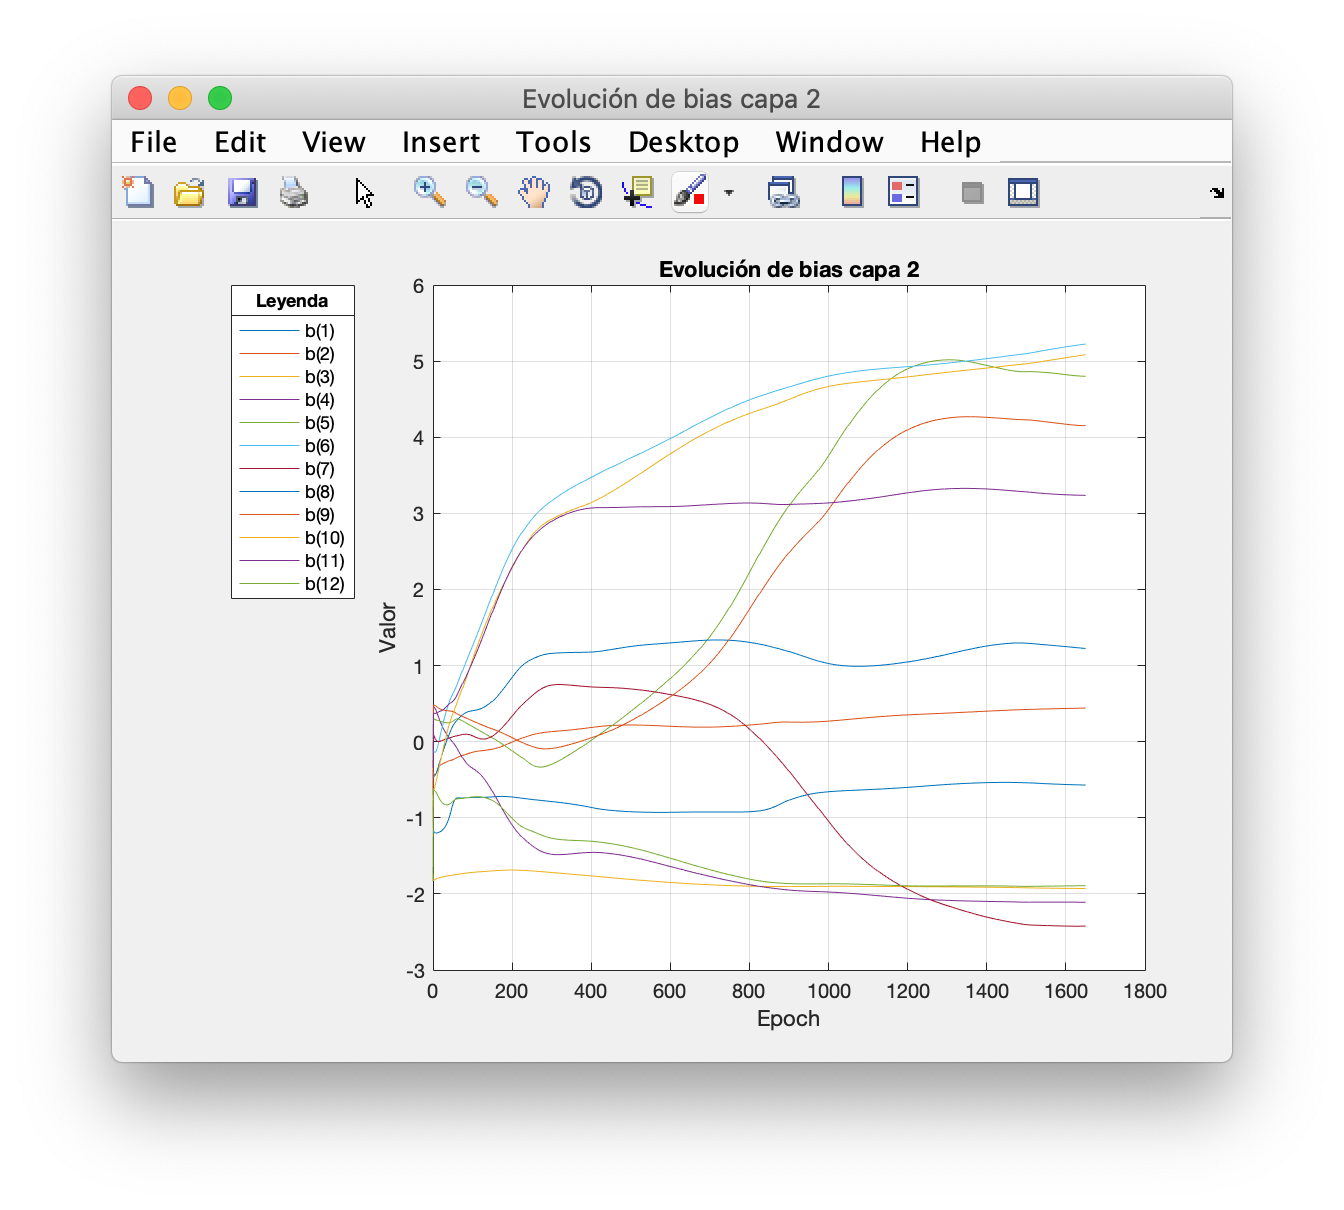 Evolución de bias capa 2
File Edit View Insert Tools Desktop Window Help
Evolución de bias capa 2
Leyenda
b(1)
b(2)
b(3)
b(4)
b(5)
b(6)
b(7)
b(8)
b(9)
b(10)
b(11)
b(12)
Valor
6
5
4
3
2
1
0
-1
-2
-3
0 200 400 600 800 1000 1200 1400 1600 1800
Epoch